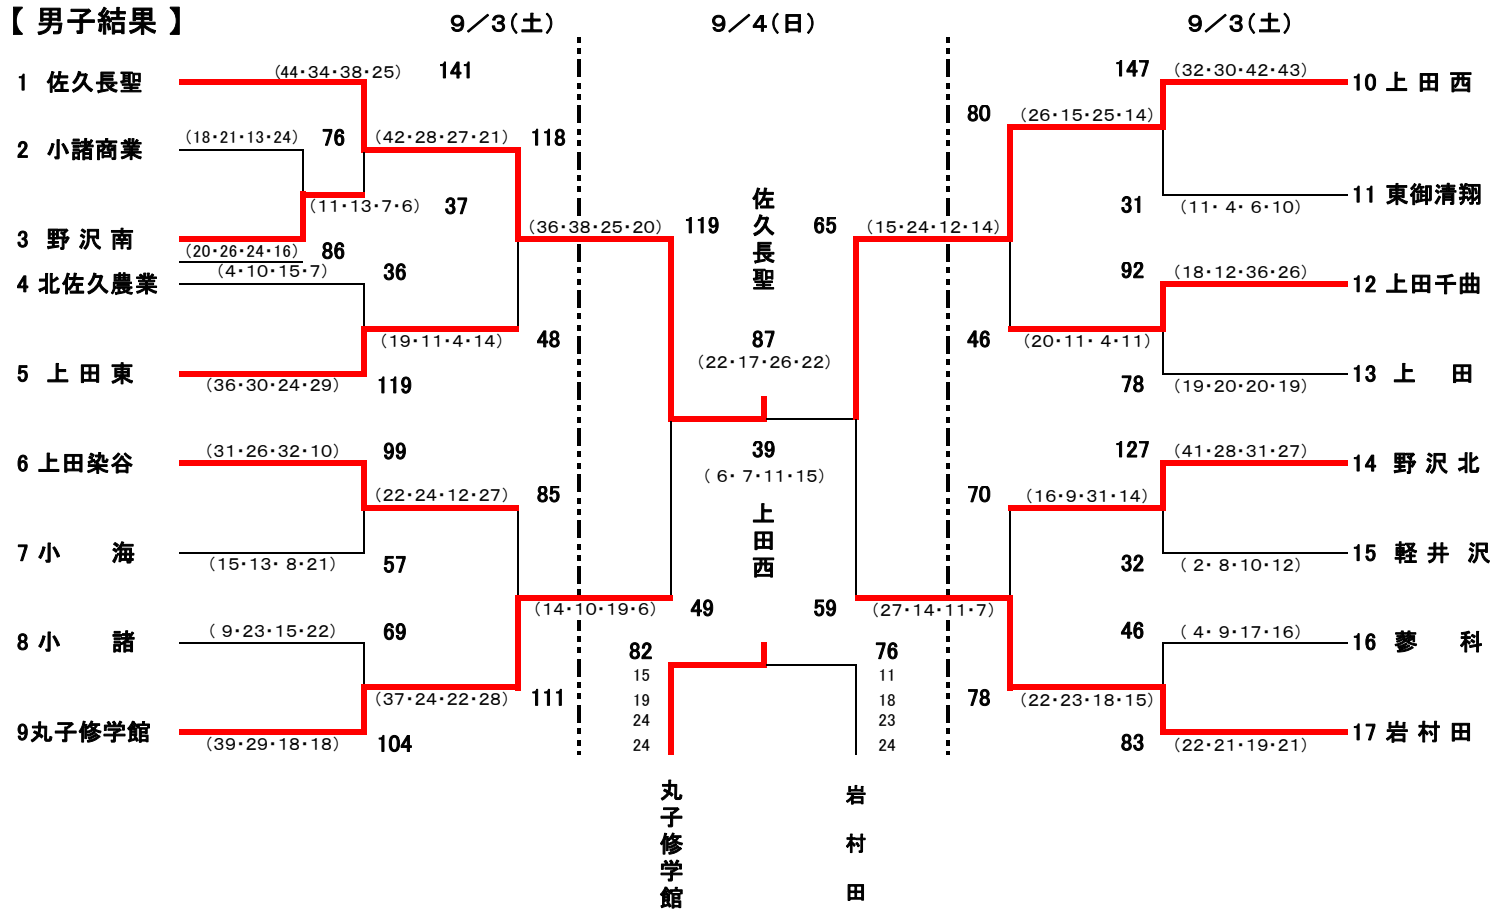 【 男子結果 】
９／３(土)
９／４(日)
９／３(土)
1 佐久長聖
(44・34・38・25)
141
2 小諸商業
(18・21・13・24)
76
(42・28・27・21)
118
(11・13・7・6)
37
3 野沢南
(20・26・24・16)
86
4 北佐久農業
(4・10・15・7)
36
(19・11・4・14)
48
5 上田東
(36・30・24・29)
119
(36・38・25・20)
119
6 上田染谷
(31・26・32・10)
99
(22・24・12・27)
85
7 小 海
(15・13・ 8・21)
57
8 小 諸
( 9・23・15・22)
69
(37・24・22・28)
111
9 丸子修学館
(39・29・18・18)
104
(14・10・19・6)
49
佐久長聖
87
(22・17・26・22)
39
( 6・ 7・11・15)
上田西
82
15
19
24
24
丸子修学館
76
11
18
23
24
岩村田
65
(15・24・12・14)
59
(27・14・11・7)
147
(32・30・42・43)
10 上田西
80
(26・15・25・14)
31
(11・ 4・ 6・10)
11 東御清翔
92
(18・12・36・26)
12 上田千曲
46
(20・11・ 4・11)
78
(19・20・20・19)
13 上 田
127
(41・28・31・27)
14 野沢北
70
(16・9・31・14)
32
( 2・ 8・10・12)
15 軽井沢
46
( 4・ 9・17・16)
16 蓼 科
78
(22・23・18・15)
83
(22・21・19・21)
17 岩村田